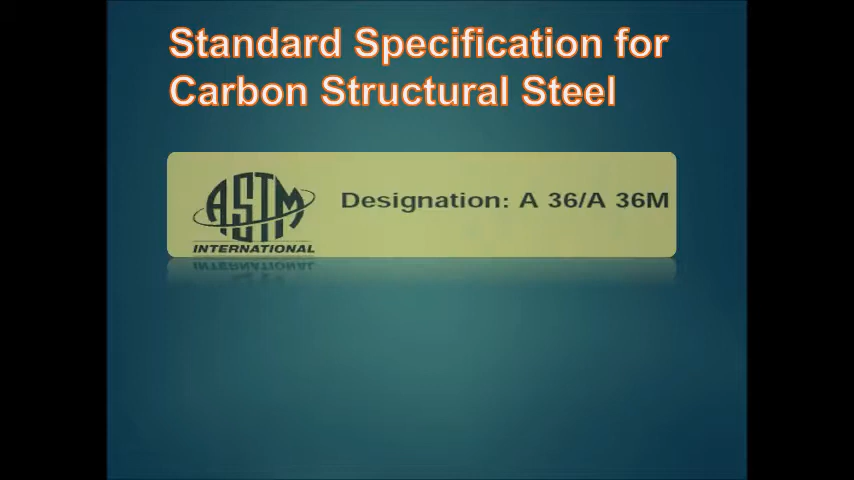 Standard Specification for
Carbon Structural Steel
ASTM
INTERNATIONAL
Designation: A 36/A 36M